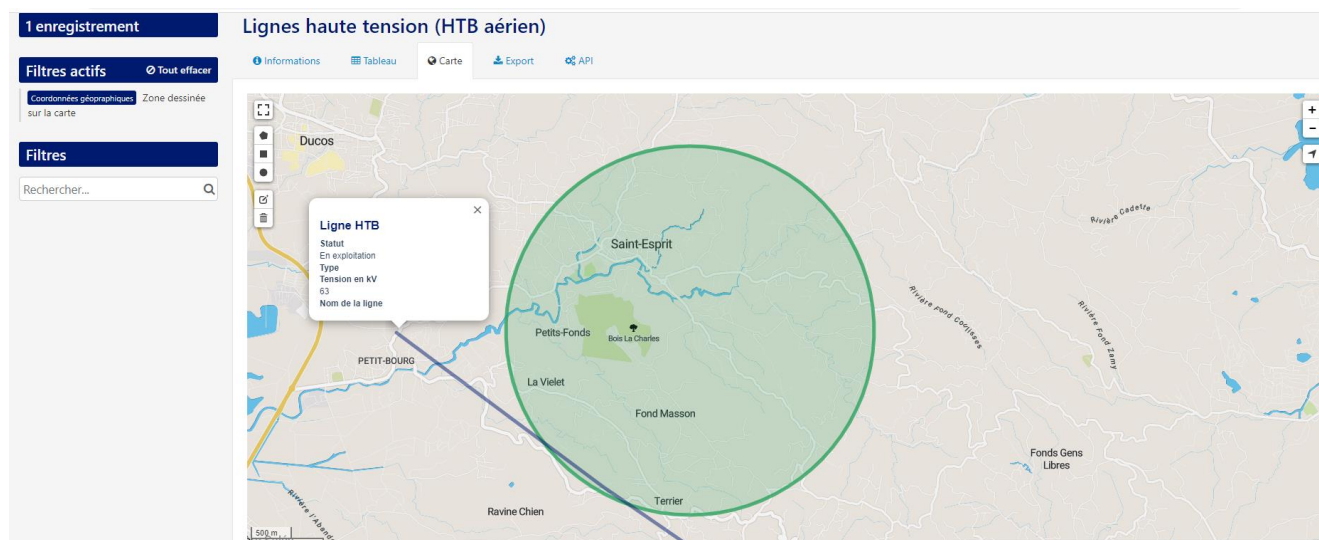 1 enregistrement
Filtres actifs
Tout effacer
Coordonnées géographiques Zone dessinée
sur la carte
Filtres
Rechercher...
Lignes haute tension (HTB aérien)
Informations
Tableau
Carte
Export
API
+
−
Ducos
Ligne HTB
Statut
En exploitation
Type
Tension en kV
63
Nom de la ligne
×
Saint-Esprit
Petits-Fonds
Bois La Charles
PETIT-BOURG
La Vielet
Fond Masson
Terrier
Ravine Chien
Rivière Cadette
Rivière Fond Coulisses
Rivière Fond Zamy
Fonds Gens
Libres
500 m